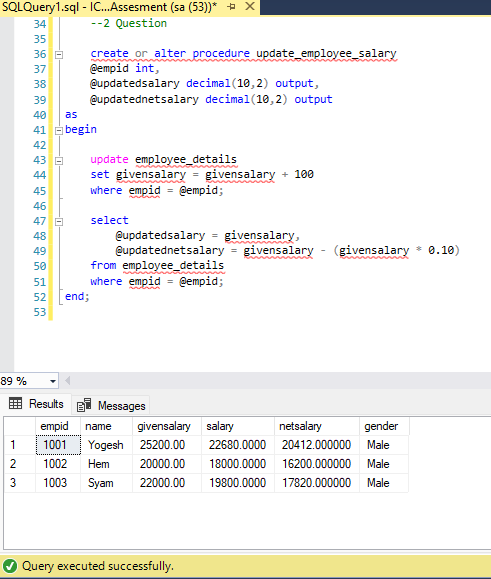 SQLQuery1.sql - IC...Assesment (sa (53))*
34 --2 Question
35
36 create or alter procedure update_employee_salary
37 @empid int,
38 @updatedsalary decimal(10,2) output,
39 @updatednetsalary decimal(10,2) output
40 as
41 begin
42
43 update employee_details
44 set givensalary = givensalary + 100
45 where empid = @empid;
46
47 select
48 @updatedsalary = givensalary,
49 @updatednetsalary = givensalary - (givensalary * 0.10)
50 from employee_details
51 where empid = @empid;
52 end;
53
89 %
Results Messages
empid name givensalary salary netsalary gender
1 1001 Yogesh 25200.00 22680.0000 20412.000000 Male
2 1002 Hem 20000.00 18000.0000 16200.000000 Male
3 1003 Syam 22000.00 19800.0000 17820.000000 Male
Query executed successfully.